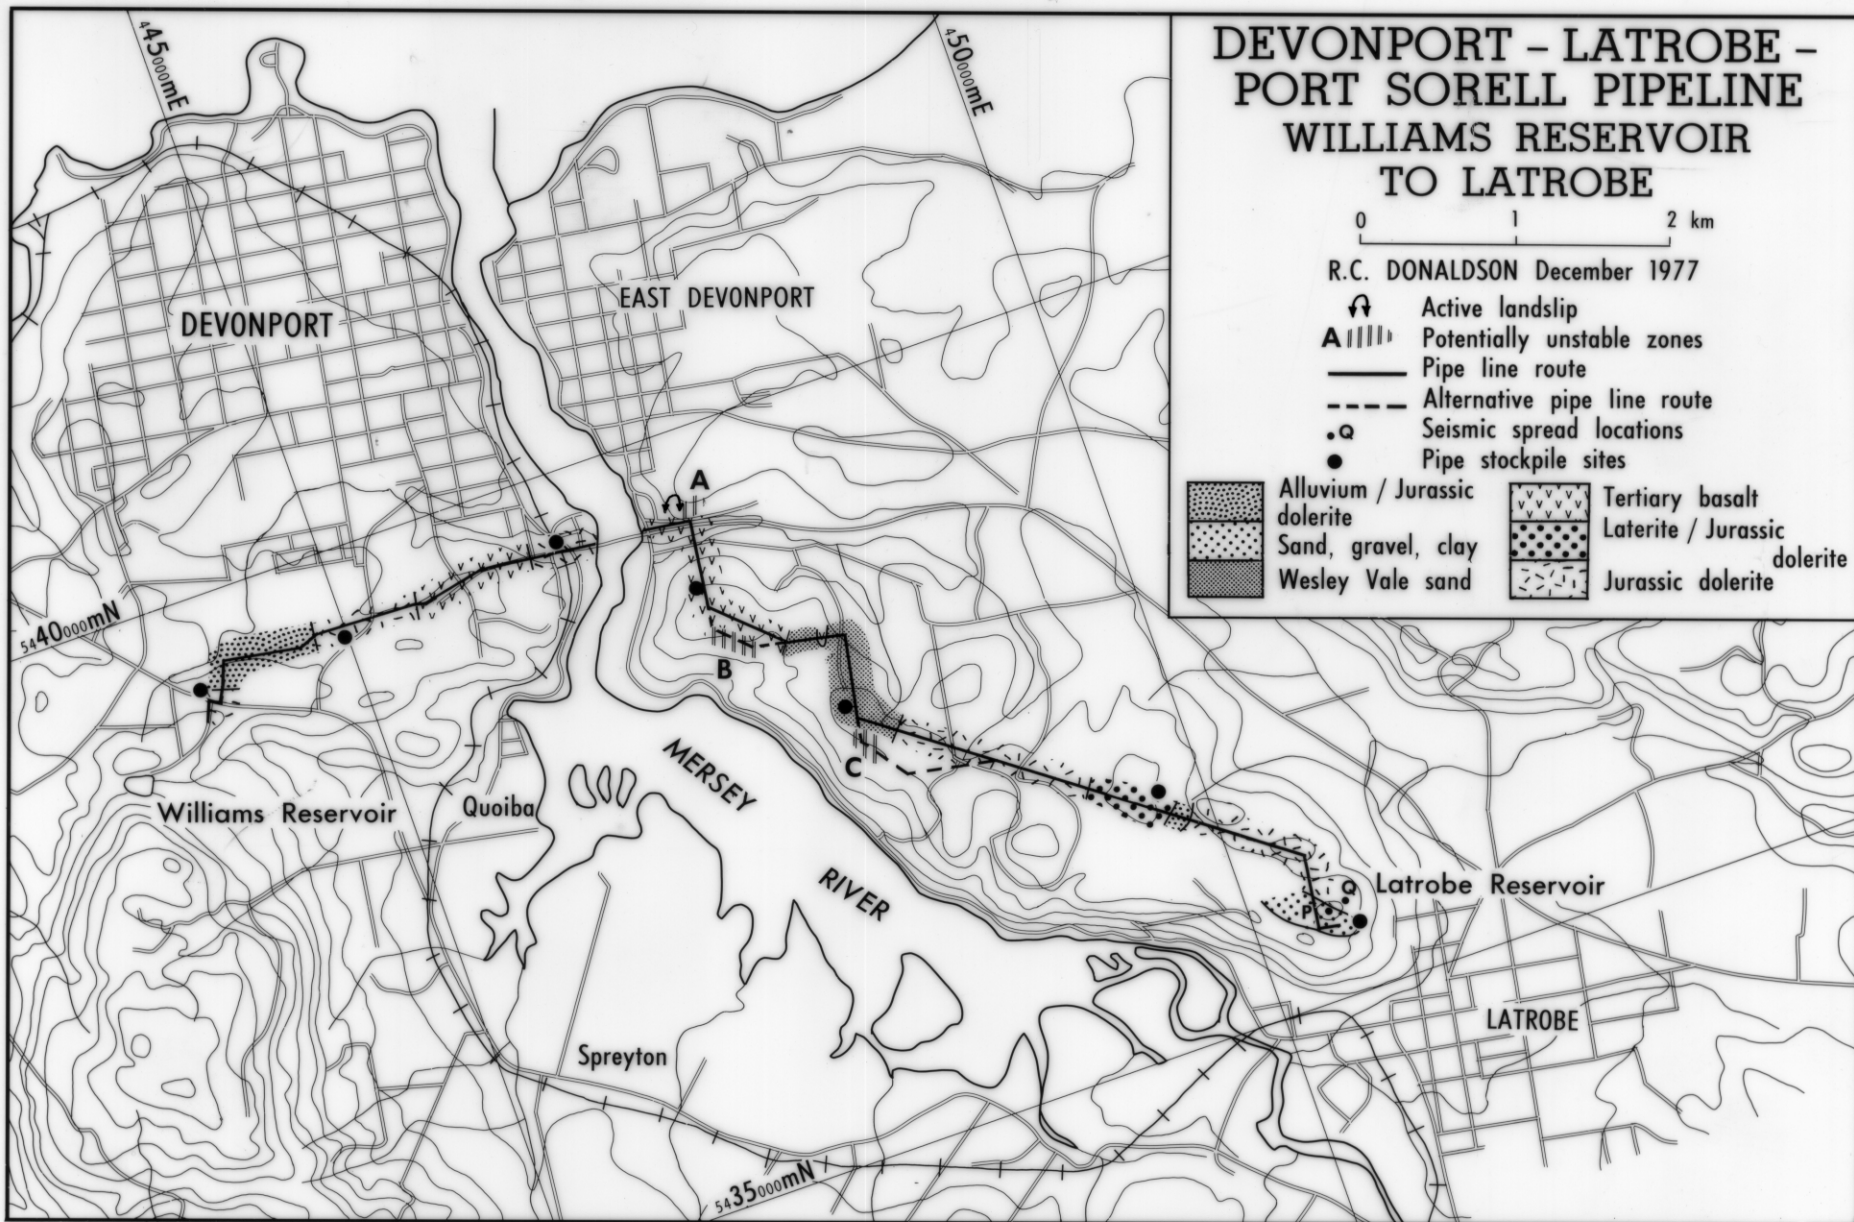 DEVONPORT – LATROBE –
PORT SORELL PIPELINE
WILLIAMS RESERVOIR
TO LATROBE
0 1 2 km
R.C. DONALDSON December 1977
Active landslip
A Potentially unstable zones
Pipe line route
Alternative pipe line route
Q Seismic spread locations
Pipe stockpile sites
Alluvium / Jurassic
dolerite
Sand, gravel, clay
Wesley Vale sand
Tertiary basalt
Laterite / Jurassic
dolerite
Jurassic dolerite
445000mE
450000mE
DEVONPORT
EAST DEVONPORT
A
5440000mN
B
C
MERSEY
RIVER
Williams Reservoir
Quoiba
Q
P
Latrobe Reservoir
LATROBE
Spreyton
5435000mN